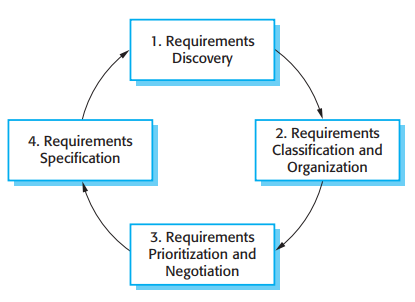 1. Requirements
Discovery
2. Requirements
Classification and
Organization
3. Requirements
Prioritization and
Negotiation
4. Requirements
Specification